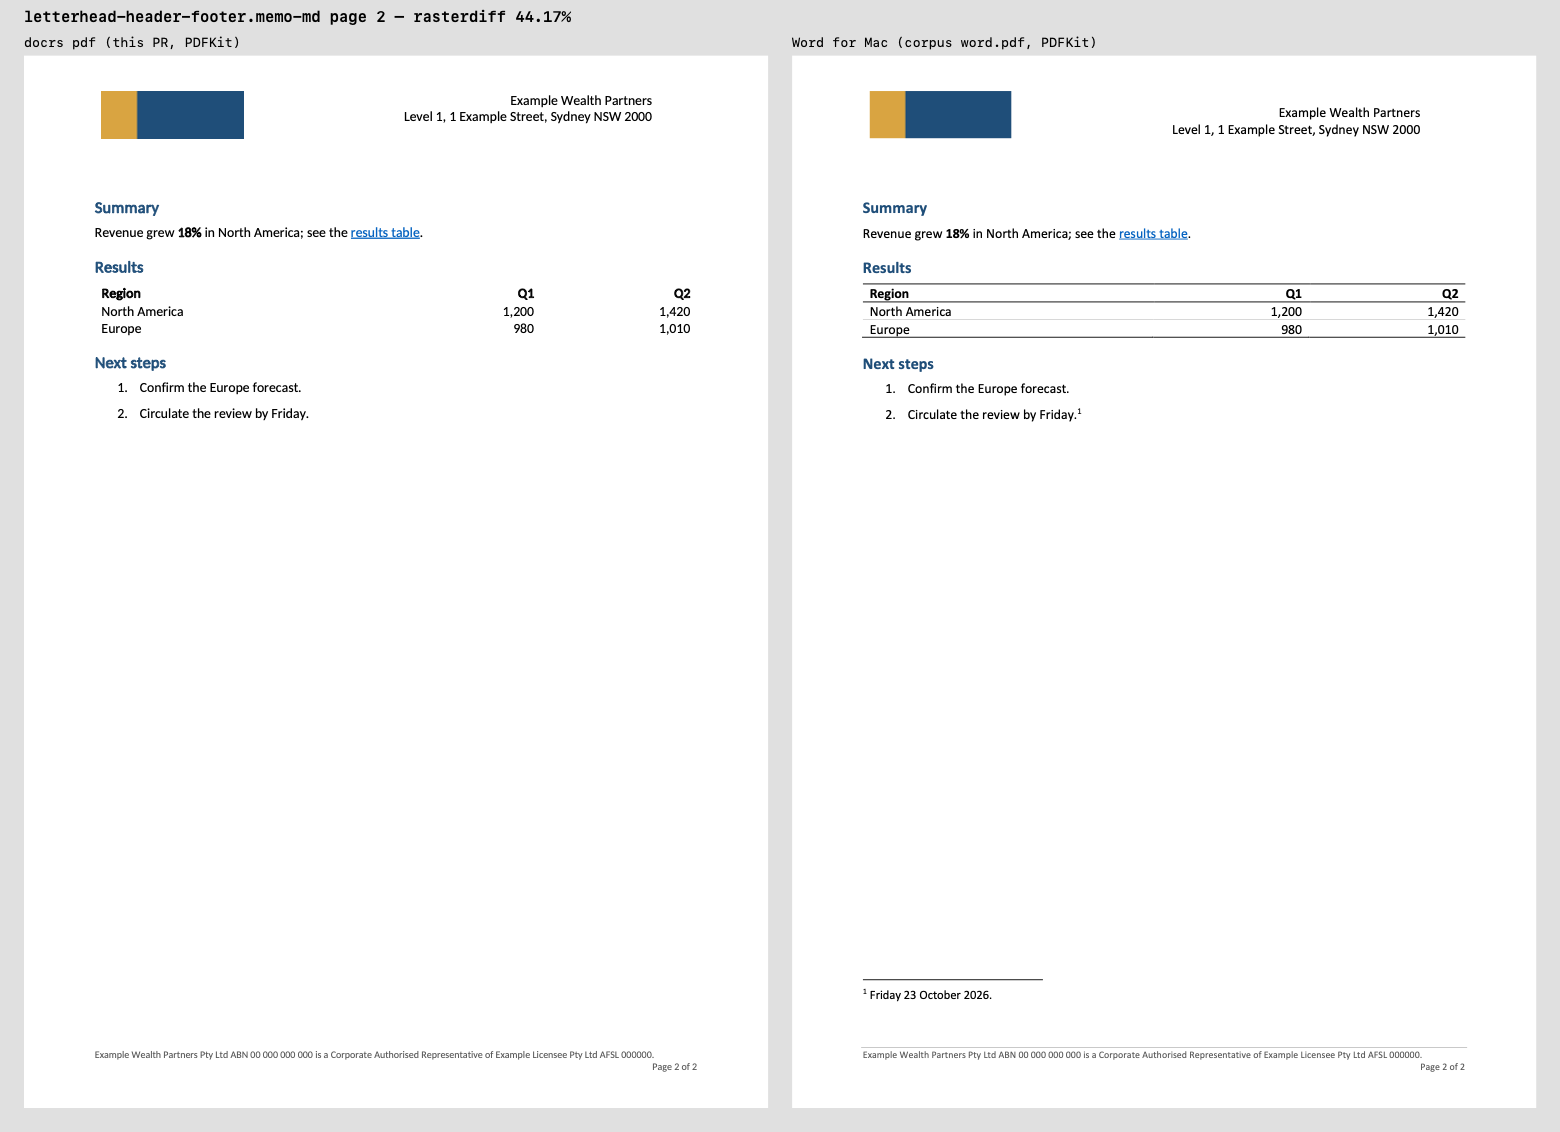 letterhead-header-footer.memo-md page 2 — rasterdiff 44.17%
docrs pdf (this PR, PDFKit)
Example Wealth Partners
Level 1, 1 Example Street, Sydney NSW 2000
Summary
Revenue grew 18% in North America; see the results table.
Results
Region Q1 Q2
North America 1,200 1,420
Europe 980 1,010
Next steps
1. Confirm the Europe forecast.
2. Circulate the review by Friday.
Example Wealth Partners Pty Ltd ABN 00 000 000 000 is a Corporate Authorised Representative of Example Licensee Pty Ltd AFSL 000000.
Page 2 of 2
Word for Mac (corpus word.pdf, PDFKit)
Example Wealth Partners
Level 1, 1 Example Street, Sydney NSW 2000
Summary
Revenue grew 18% in North America; see the results table.
Results
Region Q1 Q2
North America 1,200 1,420
Europe 980 1,010
Next steps
1. Confirm the Europe forecast.
2. Circulate the review by Friday.¹
¹ Friday 23 October 2026.
Example Wealth Partners Pty Ltd ABN 00 000 000 000 is a Corporate Authorised Representative of Example Licensee Pty Ltd AFSL 000000.
Page 2 of 2